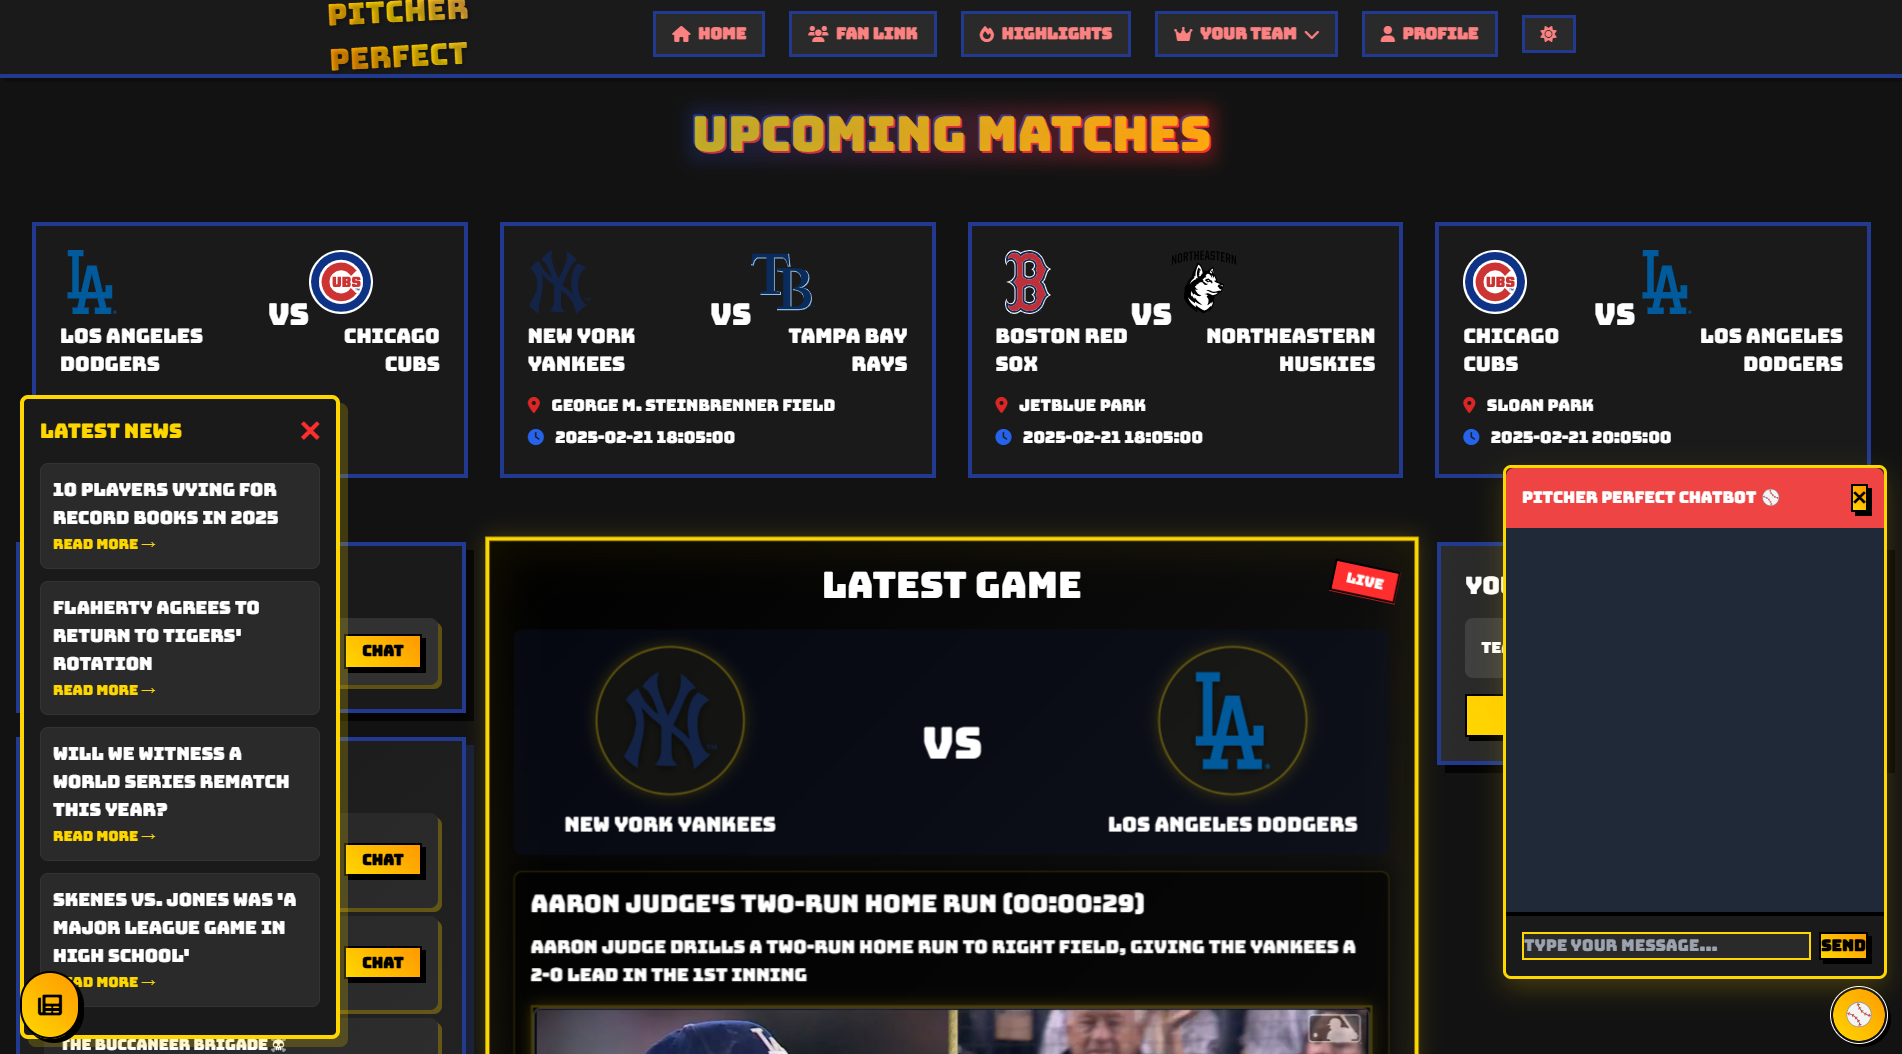 PITCHER
PERFECT
HOME
FAN LINK
HIGHLIGHTS
YOUR TEAM
PROFILE
UPCOMING MATCHES
LA
VS
UBS
LOS ANGELES
DODGERS
CHICAGO
CUBS
NY
VS
TB
NEW YORK
YANKEES
TAMPA BAY
RAYS
GEORGE M. STEINBRENNER FIELD
2025-02-21 18:05:00
B
VS
NORTHEASTERN
BOSTON RED
SOX
NORTHEASTERN
HUSKIES
JETBLUE PARK
2025-02-21 18:05:00
UBS
VS
LA
CHICAGO
CUBS
LOS ANGELES
DODGERS
SLOAN PARK
2025-02-21 20:05:00
LATEST NEWS
10 PLAYERS VYING FOR
RECORD BOOKS IN 2025
READ MORE →
FLAHERTY AGREES TO
RETURN TO TIGERS'
ROTATION
READ MORE →
WILL WE WITNESS A
WORLD SERIES REMATCH
THIS YEAR?
READ MORE →
SKENES VS. JONES WAS 'A
MAJOR LEAGUE GAME IN
HIGH SCHOOL'
AD MORE →
THE BUCCANEER BRIGADE ☠
CHAT
CHAT
CHAT
LATEST GAME
LIVE
NY
VS
LA
NEW YORK YANKEES
LOS ANGELES DODGERS
AARON JUDGE'S TWO-RUN HOME RUN (00:00:29)
AARON JUDGE DRILLS A TWO-RUN HOME RUN TO RIGHT FIELD, GIVING THE YANKEES A
2-0 LEAD IN THE 1ST INNING
YOU
TEA
PITCHER PERFECT CHATBOT ⚾
TYPE YOUR MESSAGE...
SEND